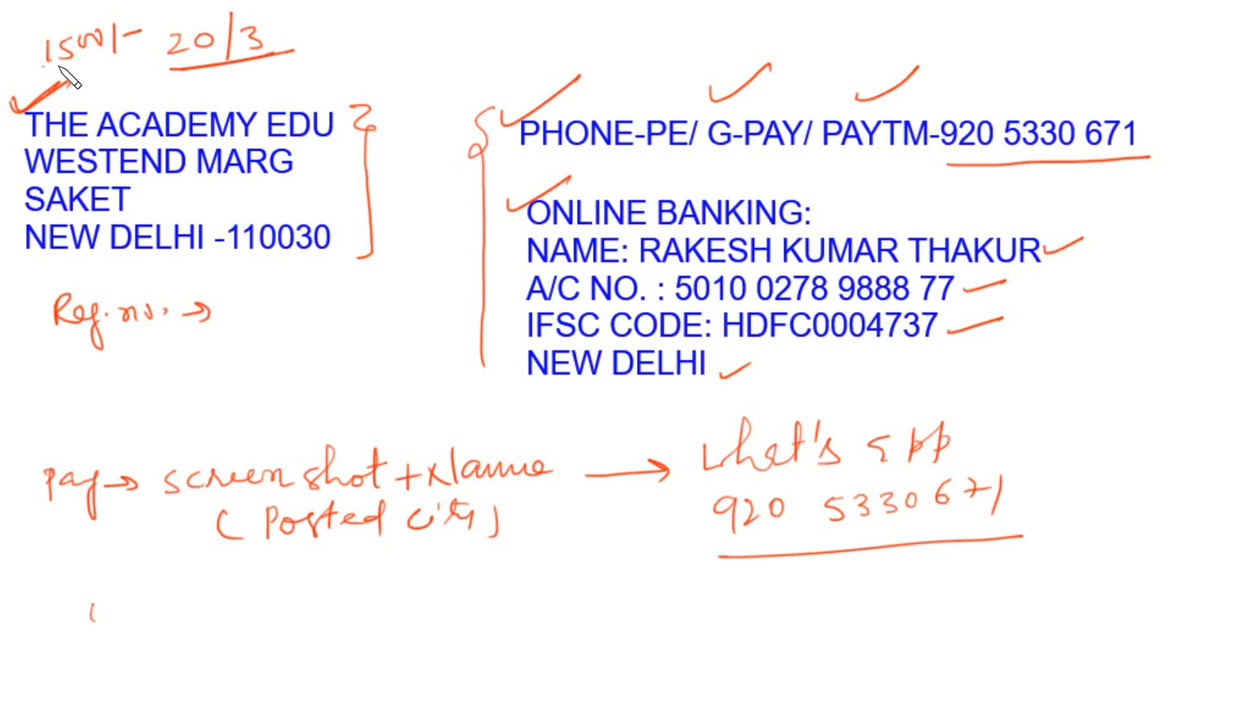 1500/- 20/3
THE ACADEMY EDU
WESTEND MARG
SAKET
NEW DELHI -110030
Reg. no. →
PHONE-PE/ G-PAY/ PAYTM-920 5330 671
ONLINE BANKING:
NAME: RAKESH KUMAR THAKUR
A/C NO. : 5010 0278 9888 77
IFSC CODE: HDFC0004737
NEW DELHI
Pay → screen shot + Name → What's app
(Posted city) 920 5330671